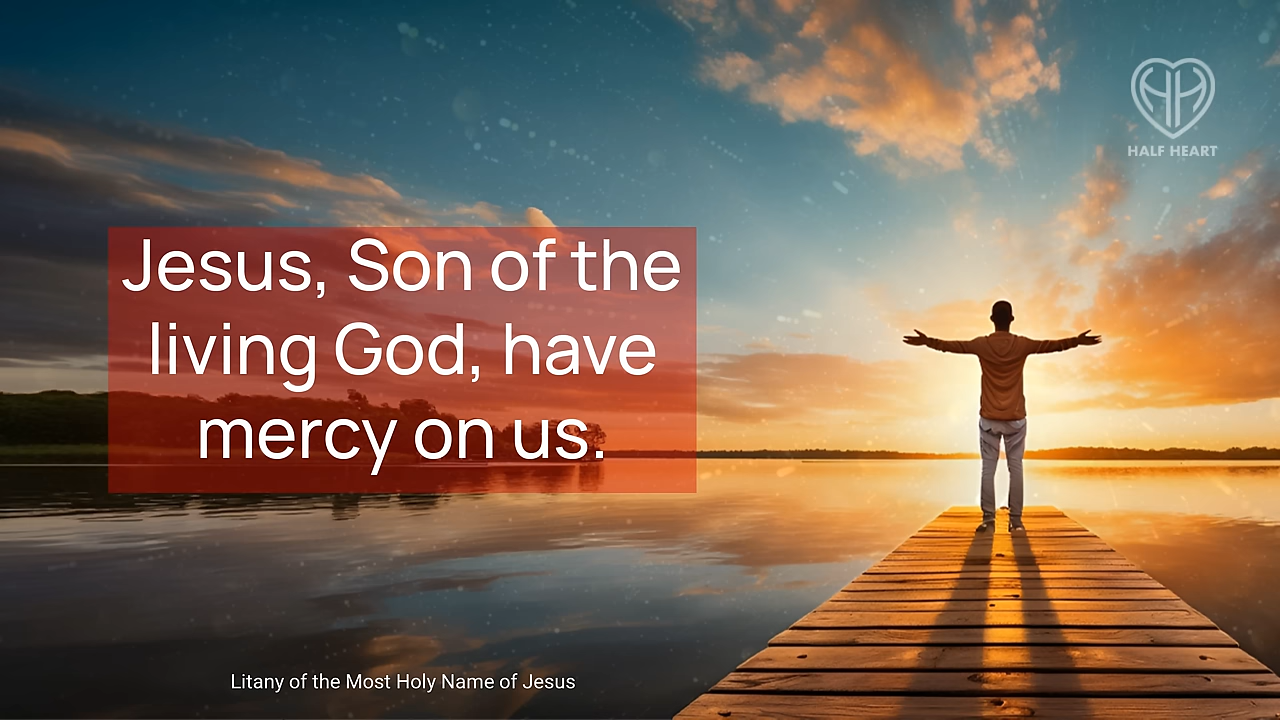 HALF HEART
Jesus, Son of the
living God, have
mercy on us.
Litany of the Most Holy Name of Jesus